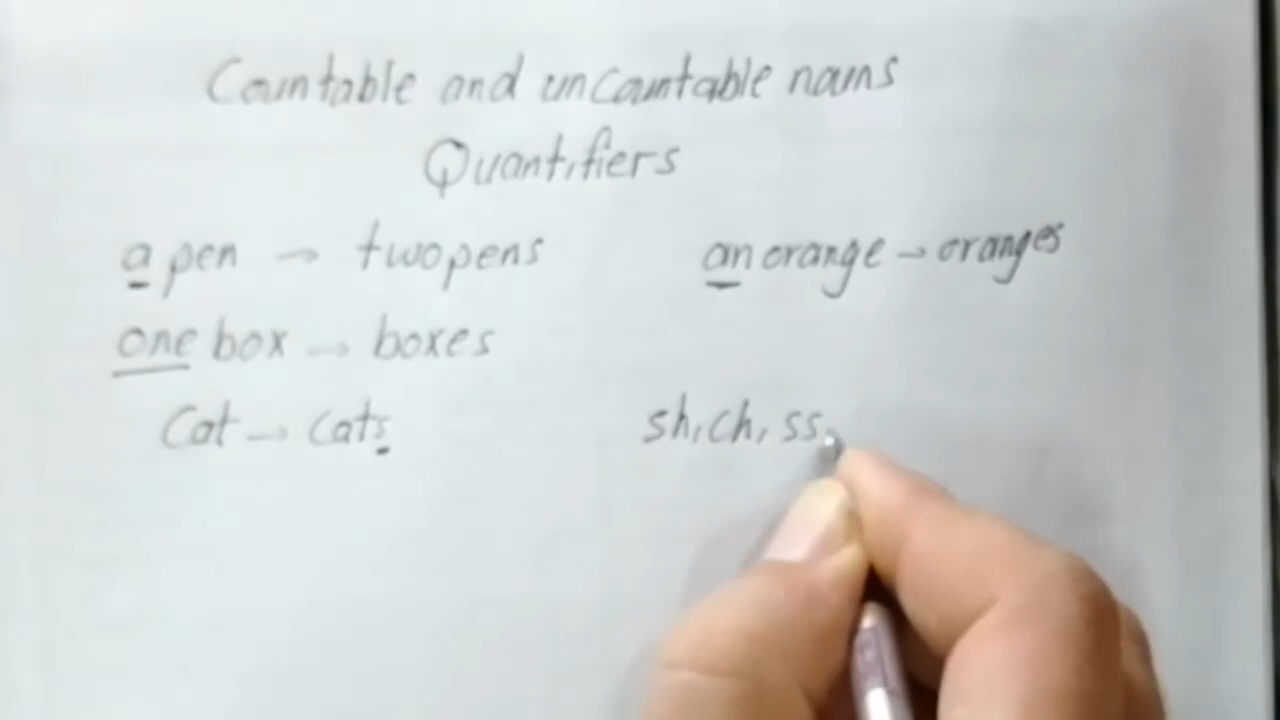 Countable and uncountable nouns
Quantifiers
a pen → two pens
an orange → oranges
one box → boxes
Cat → cats
sh, ch, ss,